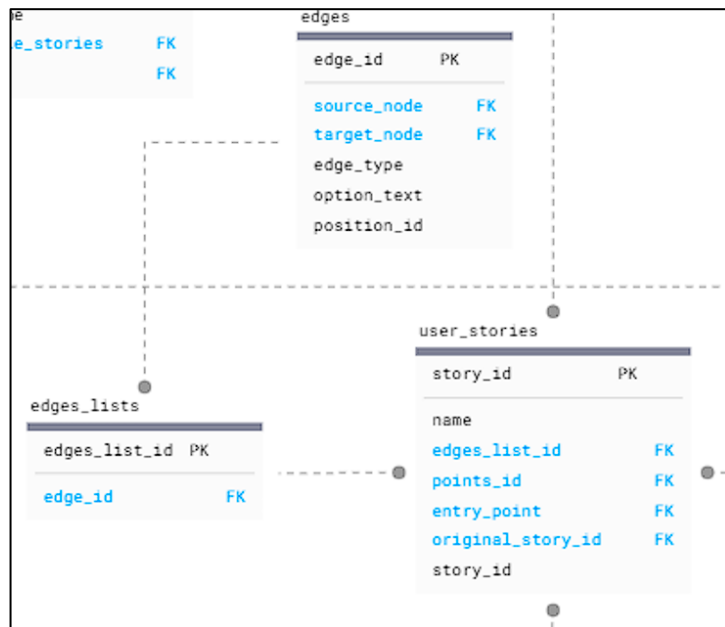 edges
e_stories FK
FK
edge_id PK
source_node FK
target_node FK
edge_type
option_text
position_id
user_stories
story_id PK
name
edges_list_id FK
points_id FK
entry_point FK
original_story_id FK
story_id
edges_lists
edges_list_id PK
edge_id FK